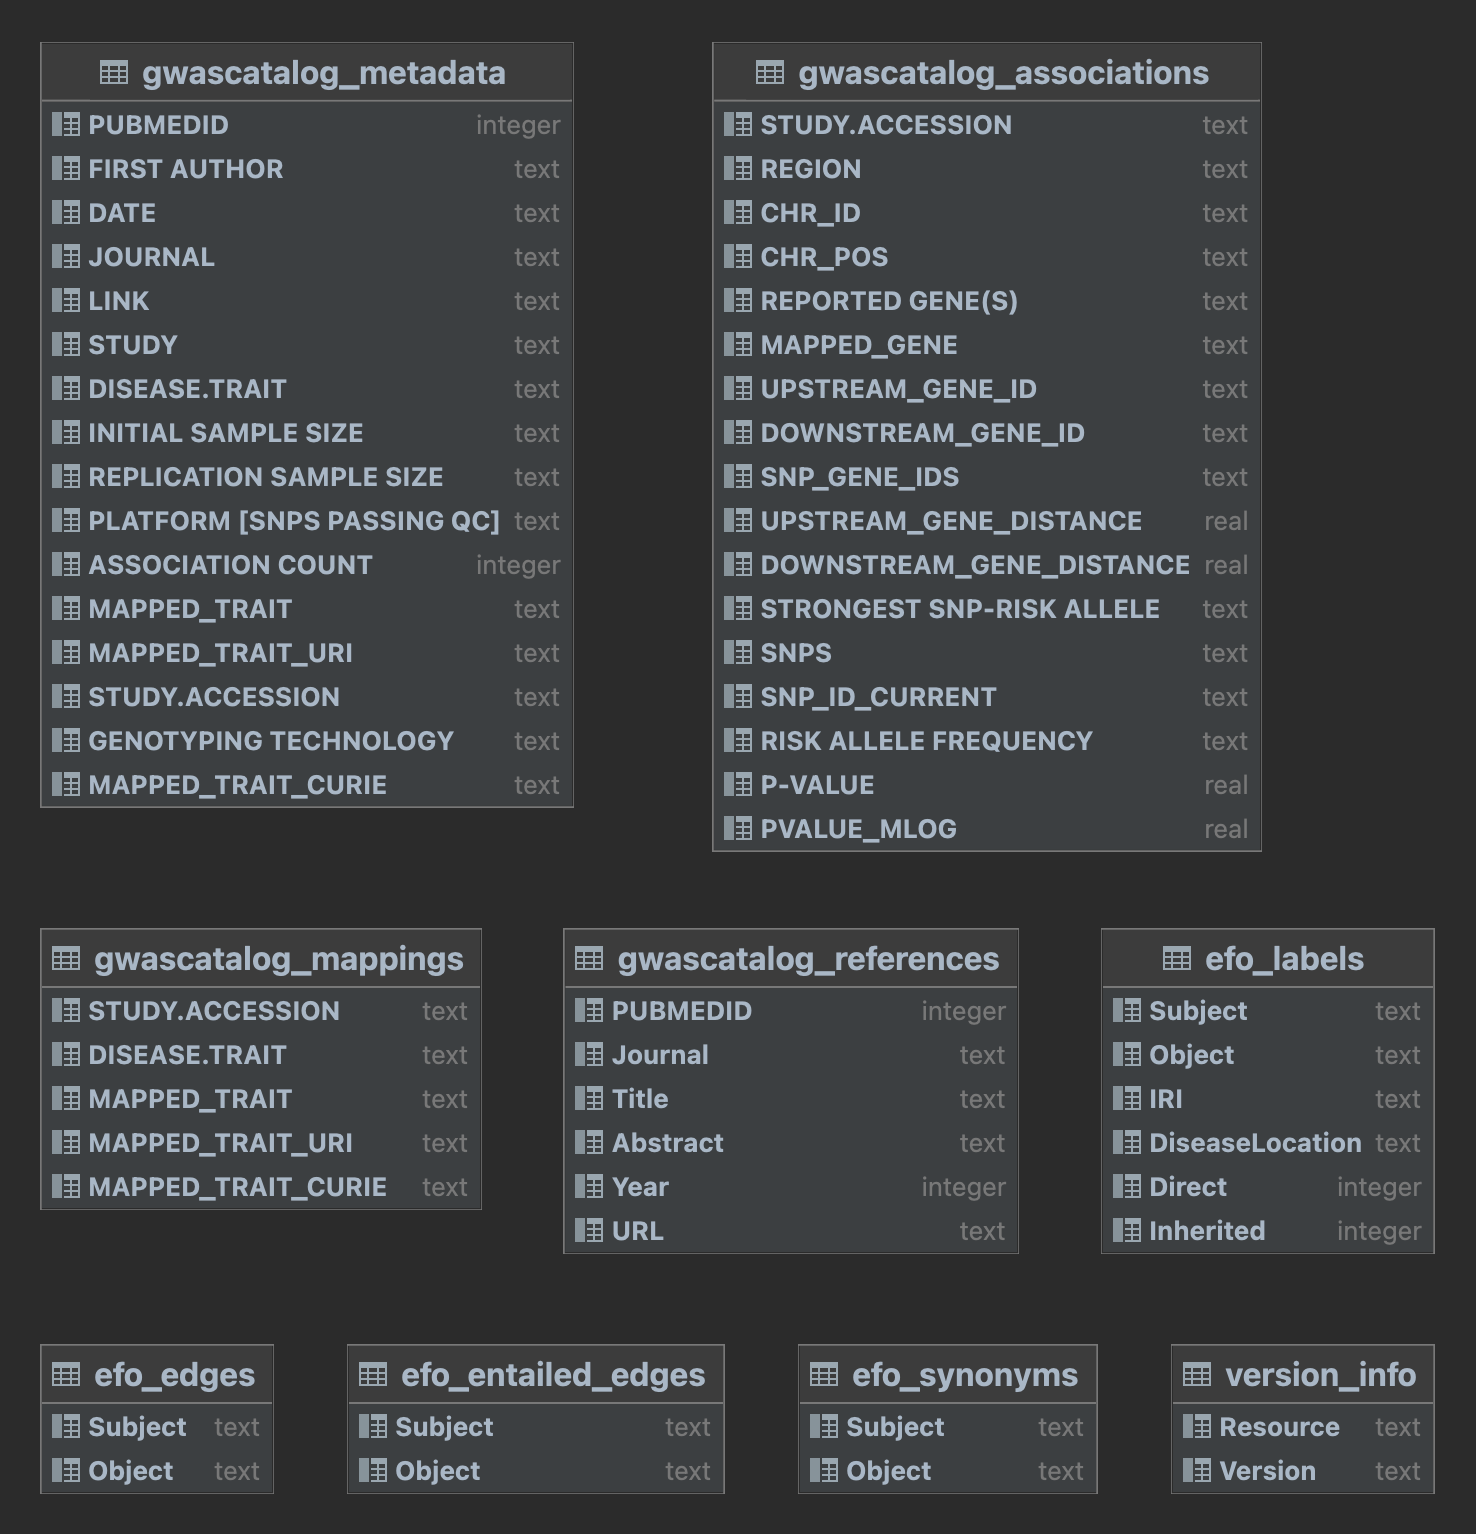 gwascatalog_metadata
PUBMEDID integer
FIRST AUTHOR text
DATE text
JOURNAL text
LINK text
STUDY text
DISEASE.TRAIT text
INITIAL SAMPLE SIZE text
REPLICATION SAMPLE SIZE text
PLATFORM [SNPS PASSING QC] text
ASSOCIATION COUNT integer
MAPPED_TRAIT text
MAPPED_TRAIT_URI text
STUDY.ACCESSION text
GENOTYPING TECHNOLOGY text
MAPPED_TRAIT_CURIE text
gwascatalog_associations
STUDY.ACCESSION text
REGION text
CHR_ID text
CHR_POS text
REPORTED GENE(S) text
MAPPED_GENE text
UPSTREAM_GENE_ID text
DOWNSTREAM_GENE_ID text
SNP_GENE_IDS text
UPSTREAM_GENE_DISTANCE real
DOWNSTREAM_GENE_DISTANCE real
STRONGEST SNP-RISK ALLELE text
SNPS text
SNP_ID_CURRENT text
RISK ALLELE FREQUENCY text
P-VALUE real
PVALUE_MLOG real
gwascatalog_mappings
STUDY.ACCESSION text
DISEASE.TRAIT text
MAPPED_TRAIT text
MAPPED_TRAIT_URI text
MAPPED_TRAIT_CURIE text
gwascatalog_references
PUBMEDID integer
Journal text
Title text
Abstract text
Year integer
URL text
efo_labels
Subject text
Object text
IRI text
DiseaseLocation text
Direct integer
Inherited integer
efo_edges
Subject text
Object text
efo_entailed_edges
Subject text
Object text
efo_synonyms
Subject text
Object text
version_info
Resource text
Version text